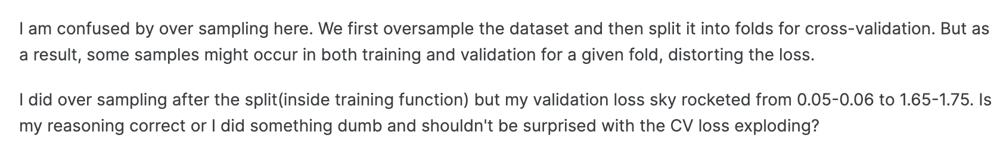 I am confused by over sampling here. We first oversample the dataset and then split it into folds for cross-validation. But as
a result, some samples might occur in both training and validation for a given fold, distorting the loss.
I did over sampling after the split(inside training function) but my validation loss sky rocketed from 0.05-0.06 to 1.65-1.75. Is
my reasoning correct or I did something dumb and shouldn't be surprised with the CV loss exploding?